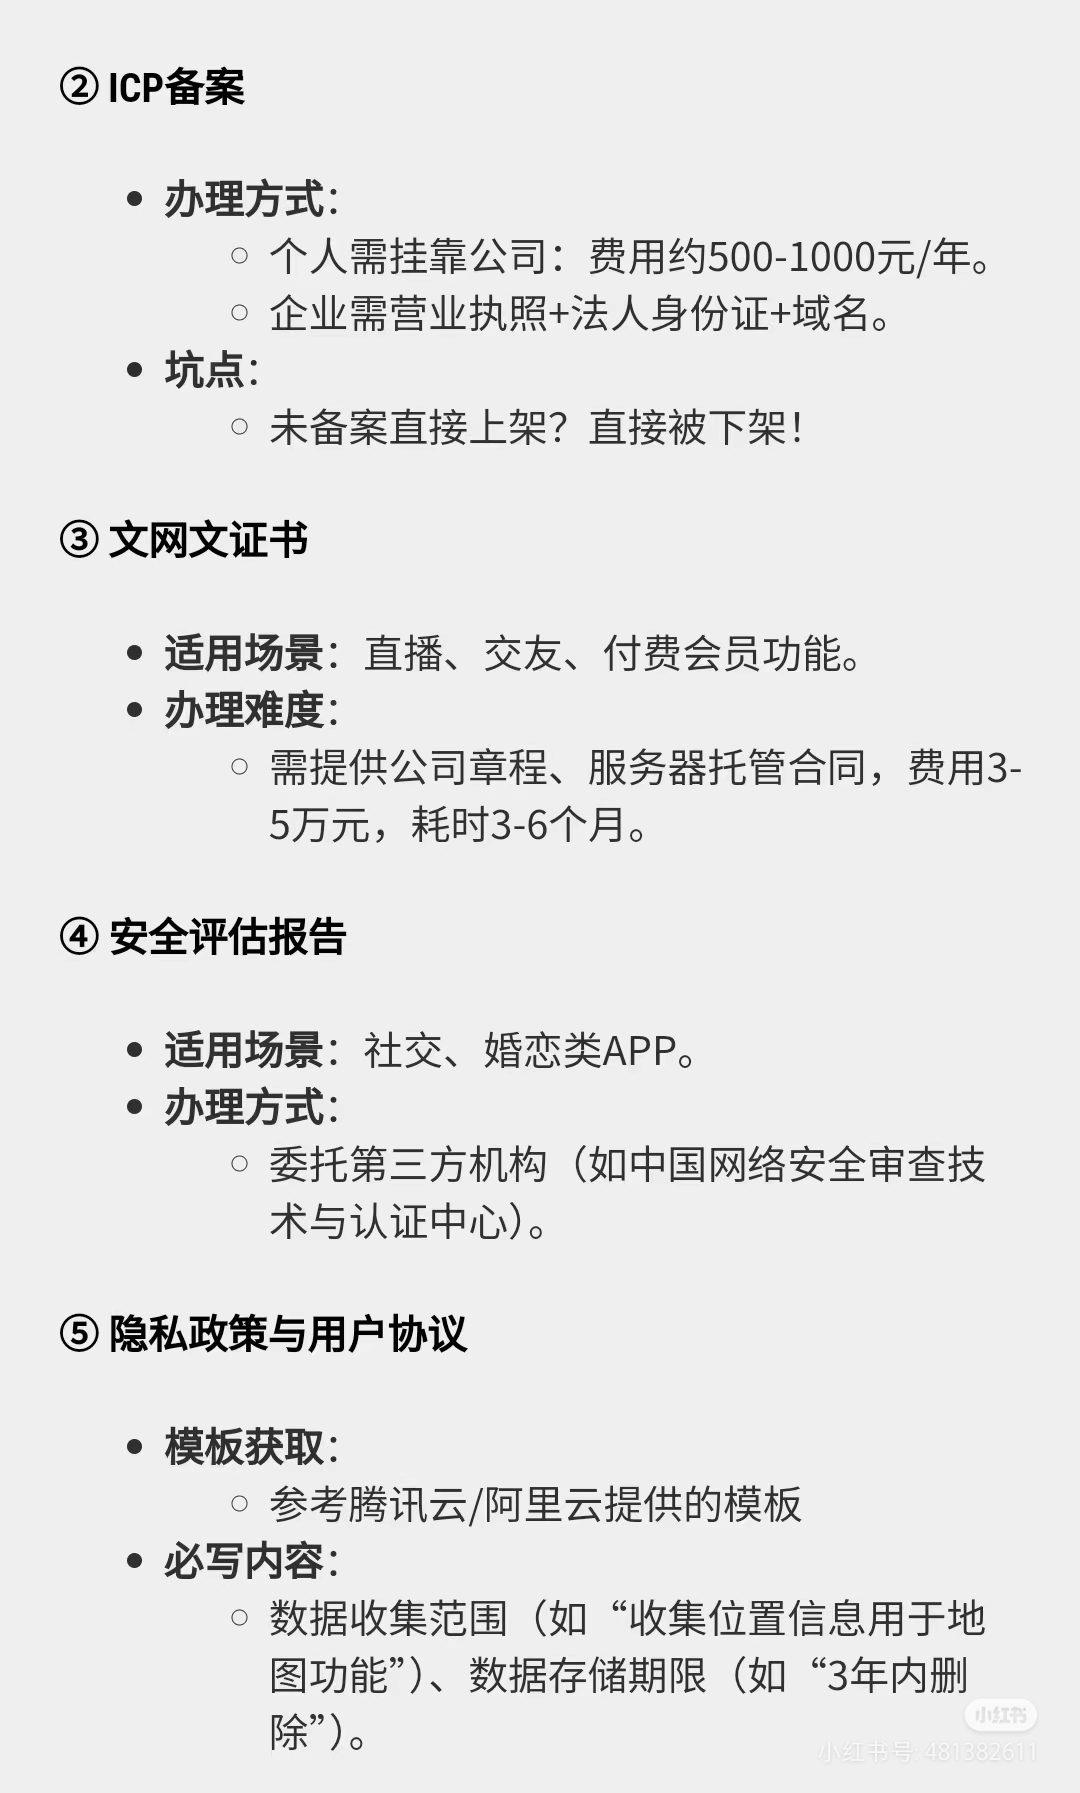 ② ICP备案
• 办理方式：
○ 个人需挂靠公司：费用约500-1000元/年。
○ 企业需营业执照+法人身份证+域名。
• 坑点：
○ 未备案直接上架？直接被下架！
③ 文网文证书
• 适用场景：直播、交友、付费会员功能。
• 办理难度：
○ 需提供公司章程、服务器托管合同，费用3-
5万元，耗时3-6个月。
④ 安全评估报告
• 适用场景：社交、婚恋类APP。
• 办理方式：
○ 委托第三方机构（如中国网络安全审查技
术与认证中心）。
⑤ 隐私政策与用户协议
• 模板获取：
○ 参考腾讯云/阿里云提供的模板
• 必写内容：
○ 数据收集范围（如“收集位置信息用于地
图功能”）、数据存储期限（如“3年内删
除”）。
小红书
小红书号:481382611